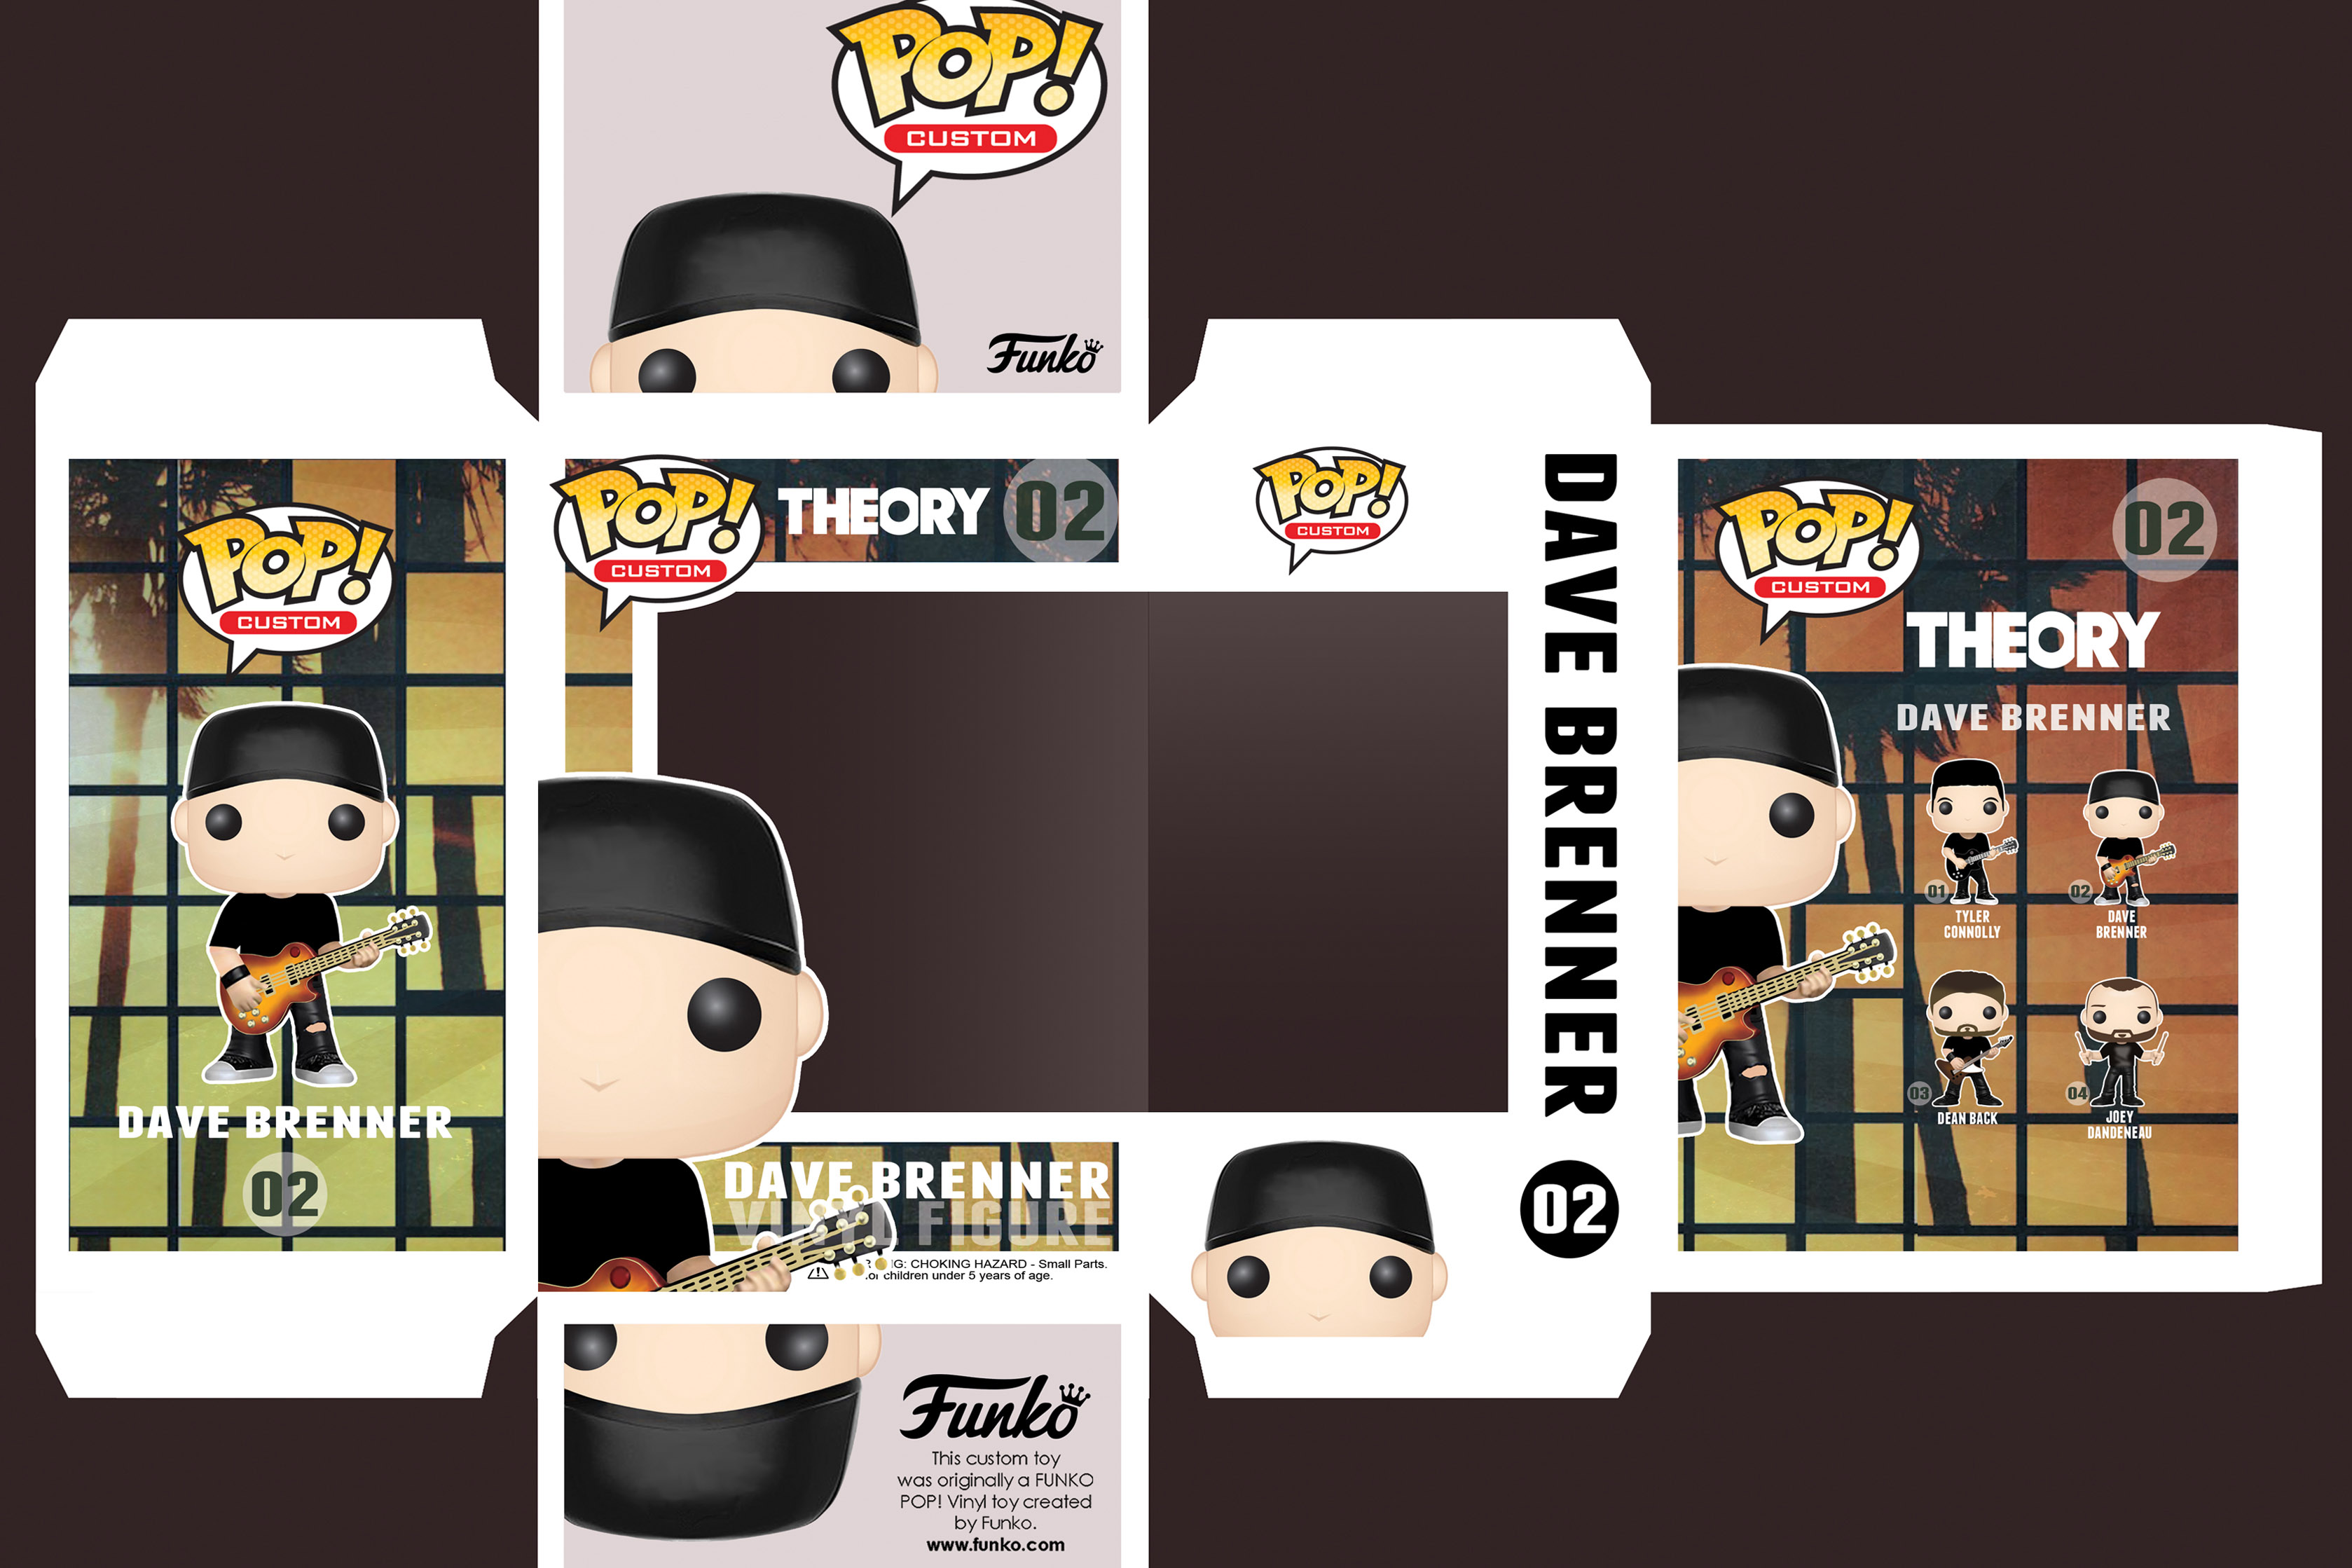 POP!
CUSTOM
Funko
POP!
CUSTOM
DAVE BRENNER
02
POP!
CUSTOM
THEORY
02
DAVE BRENNER
VINYL FIGURE
G: CHOKING HAZARD - Small Parts.
children under 5 years of age.
Funko
This custom toy
was originally a FUNKO
POP! Vinyl toy created
by Funko.
www.funko.com
POP!
CUSTOM
DAVE BRENNER
02
POP!
CUSTOM
02
THEORY
DAVE BRENNER
01
TYLER
CONNOLLY
02
DAVE
BRENNER
03
DEAN BACK
04
JOEY
DANDENEAU